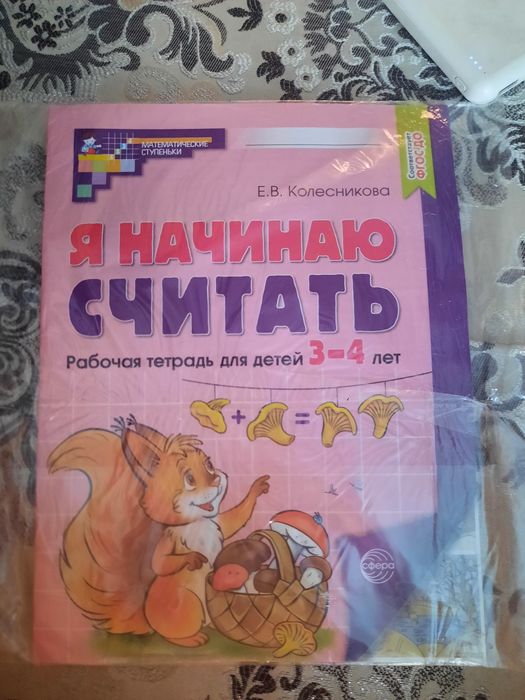 МАТЕМАТИЧЕСКИЕ
СТУПЕНЬКИ
Соответствует
ФГОС ДО
Е.В. Колесникова
Я НАЧИНАЮ
СЧИТАТЬ
Рабочая тетрадь для детей 3–4 лет
+ =
сфера